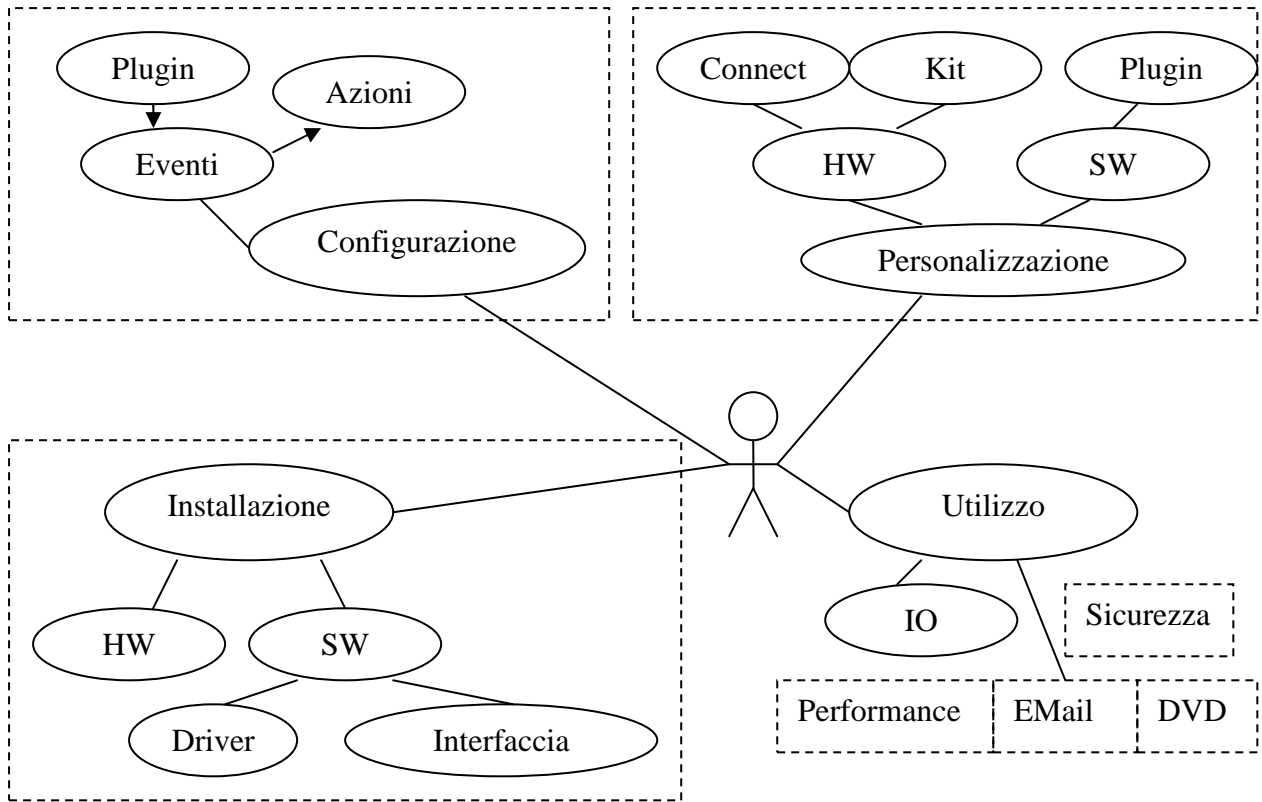 Plugin
Azioni
Eventi
Configurazione
Connect
Kit
Plugin
HW
SW
Personalizzazione
Installazione
HW
SW
Driver
Interfaccia
Utilizzo
IO
Sicurezza
Performance
EMail
DVD